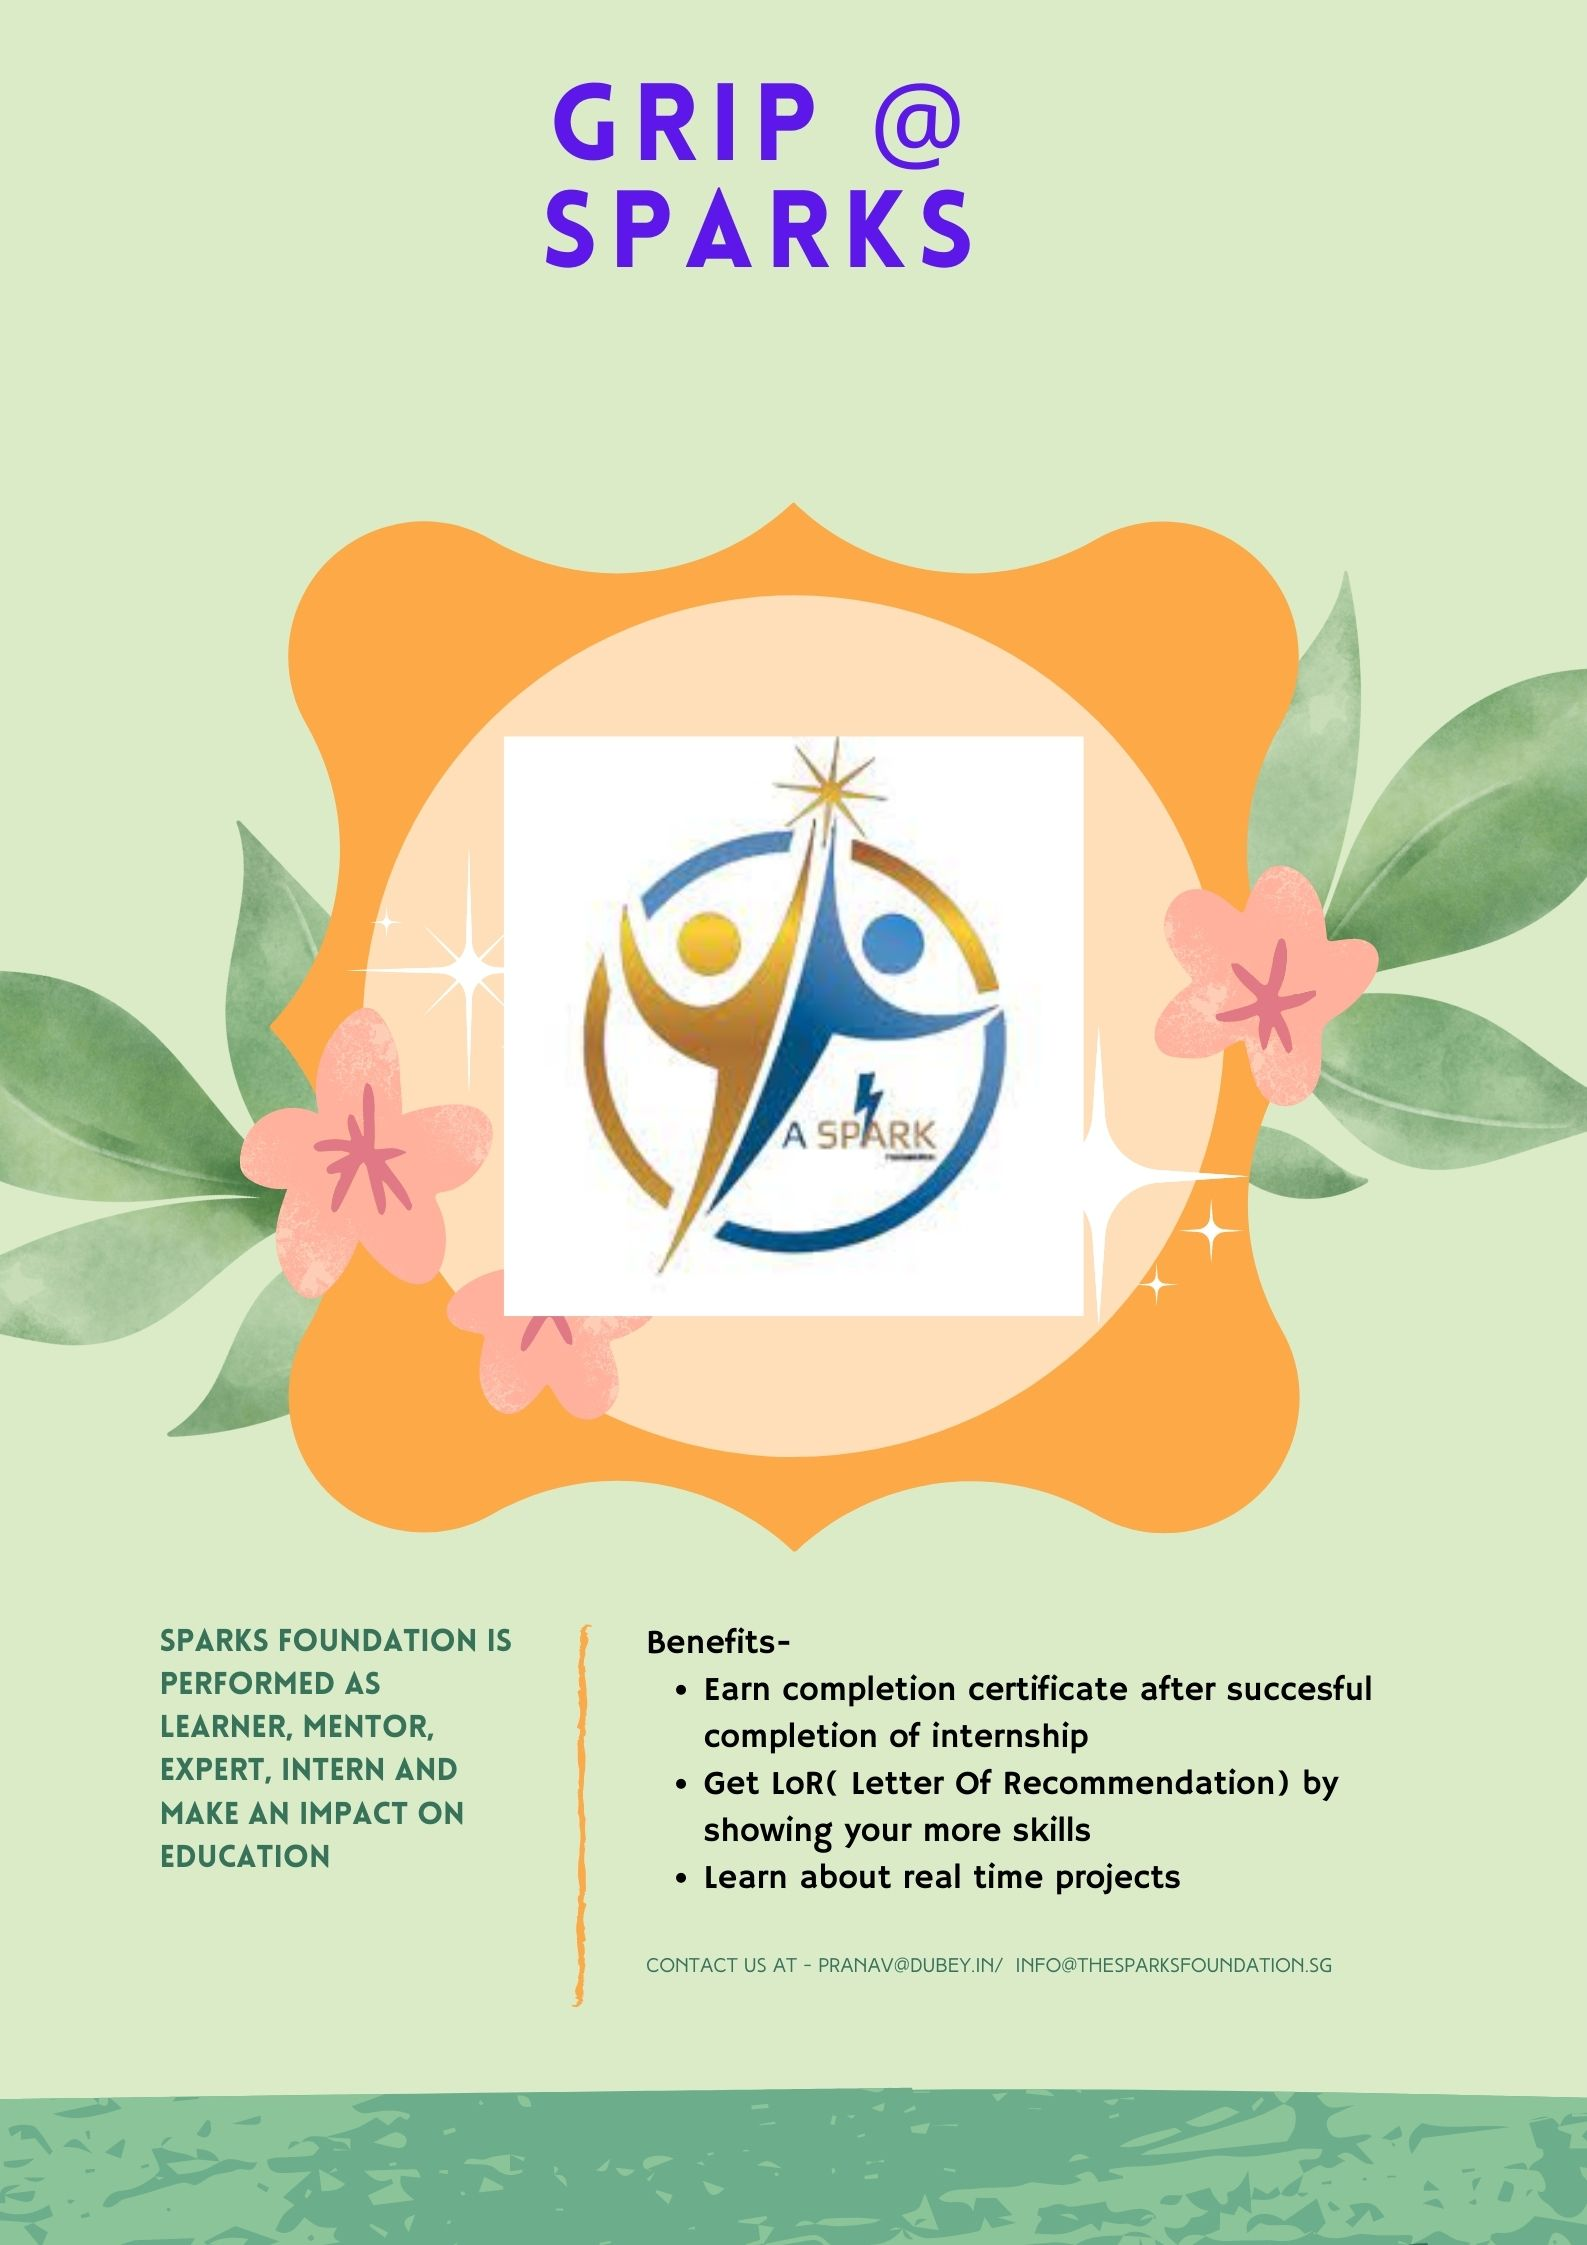 GRIP @
SPARKS
A SPARK
SPARKS FOUNDATION IS
PERFORMED AS
LEARNER, MENTOR,
EXPERT, INTERN AND
MAKE AN IMPACT ON
EDUCATION
Benefits-
• Earn completion certificate after succesful
completion of internship
• Get LoR( Letter Of Recommendation) by
showing your more skills
• Learn about real time projects
CONTACT US AT - PRANAV@DUBEY.IN/ INFO@THESPARKSFOUNDATION.SG